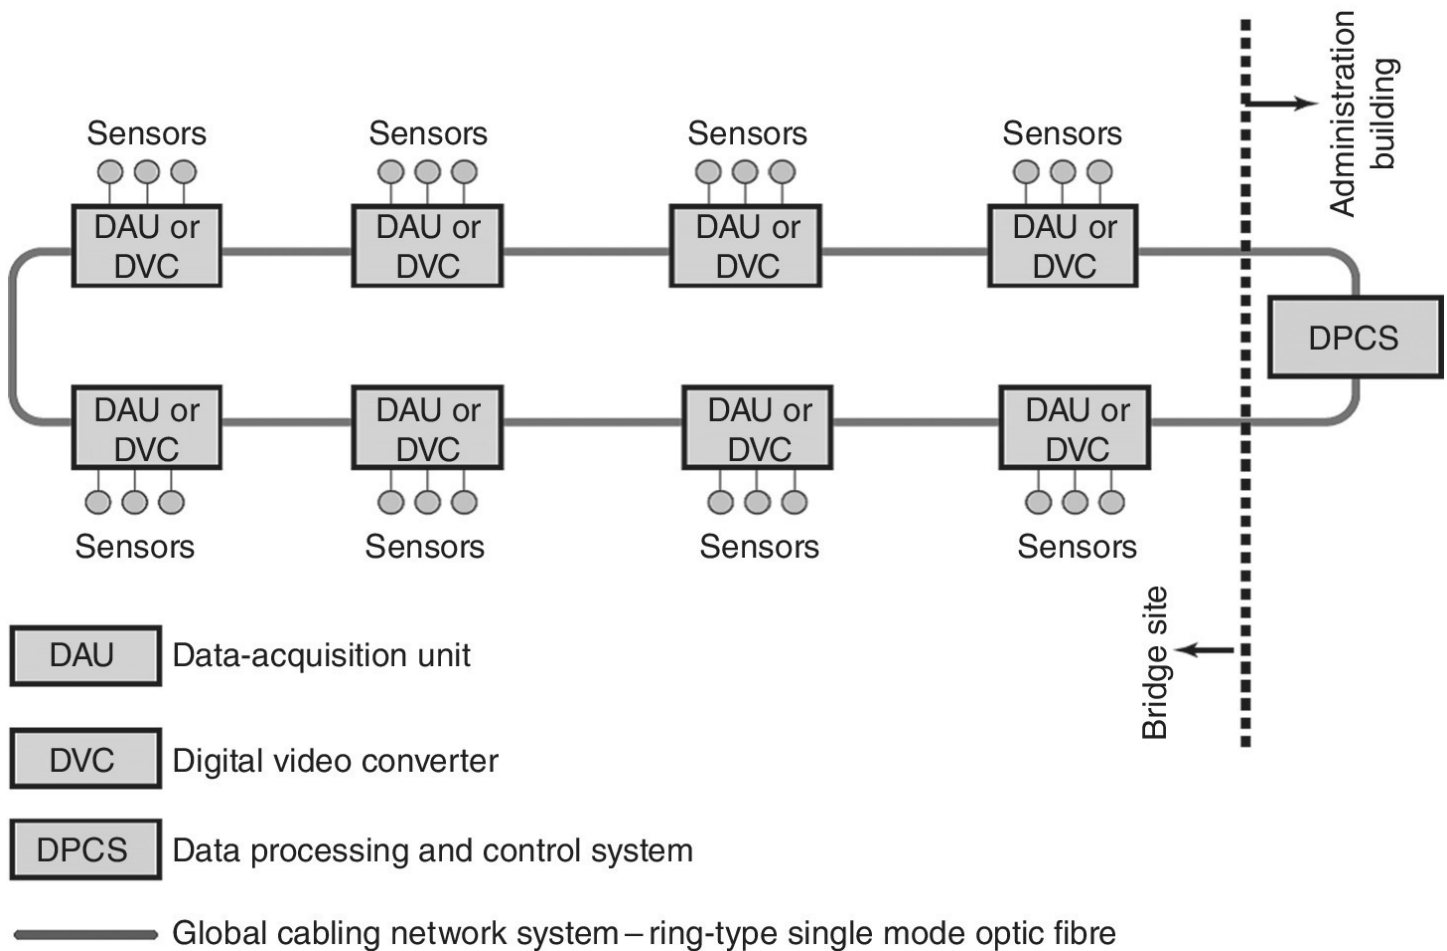 Administration
building
Sensors
Sensors
Sensors
Sensors
DAU or
DVC
DAU or
DVC
DAU or
DVC
DAU or
DVC
DPCS
DAU or
DVC
DAU or
DVC
DAU or
DVC
DAU or
DVC
Sensors
Sensors
Sensors
Sensors
Bridge site
DAU Data-acquisition unit
DVC Digital video converter
DPCS Data processing and control system
Global cabling network system – ring-type single mode optic fibre